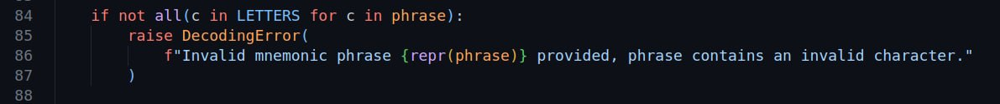 84 if not all(c in LETTERS for c in phrase):
85 raise DecodingError(
86 f"Invalid mnemonic phrase {repr(phrase)} provided, phrase contains an invalid character."
87 )
88